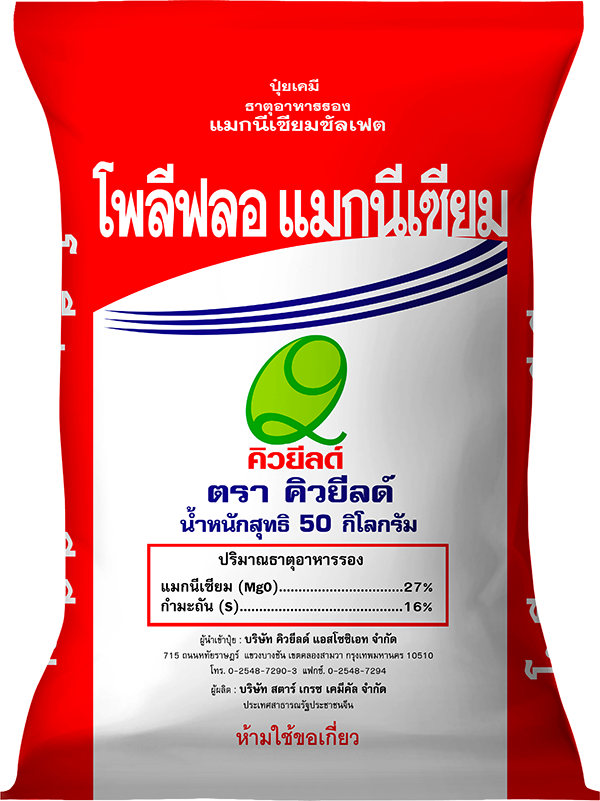 ปุ๋ยเคมี
ธาตุอาหารรอง
แมกนีเซียมซัลเฟต
โพลีฟลอ แมกนีเซียม
คิวยีลด์
ตรา คิวยีลด์
น้ำหนักสุทธิ 50 กิโลกรัม
ปริมาณธาตุอาหารรอง
แมกนีเซียม (MgO)................................27%
กำมะถัน (S)..........................................16%
ผู้นำเข้าปุ๋ย : บริษัท คิวยีลด์ แอสโซซิเอท จำกัด
715 ถนนหทัยราษฎร์ แขวงบางชัน เขตคลองสามวา กรุงเทพมหานคร 10510
โทร. 0-2548-7290-3 แฟกซ์. 0-2548-7294
ผู้ผลิต : บริษัท สตาร์ เกรซ เคมีคัล จำกัด
ประเทศสาธารณรัฐประชาชนจีน
ห้ามใช้ขอเกี่ยว